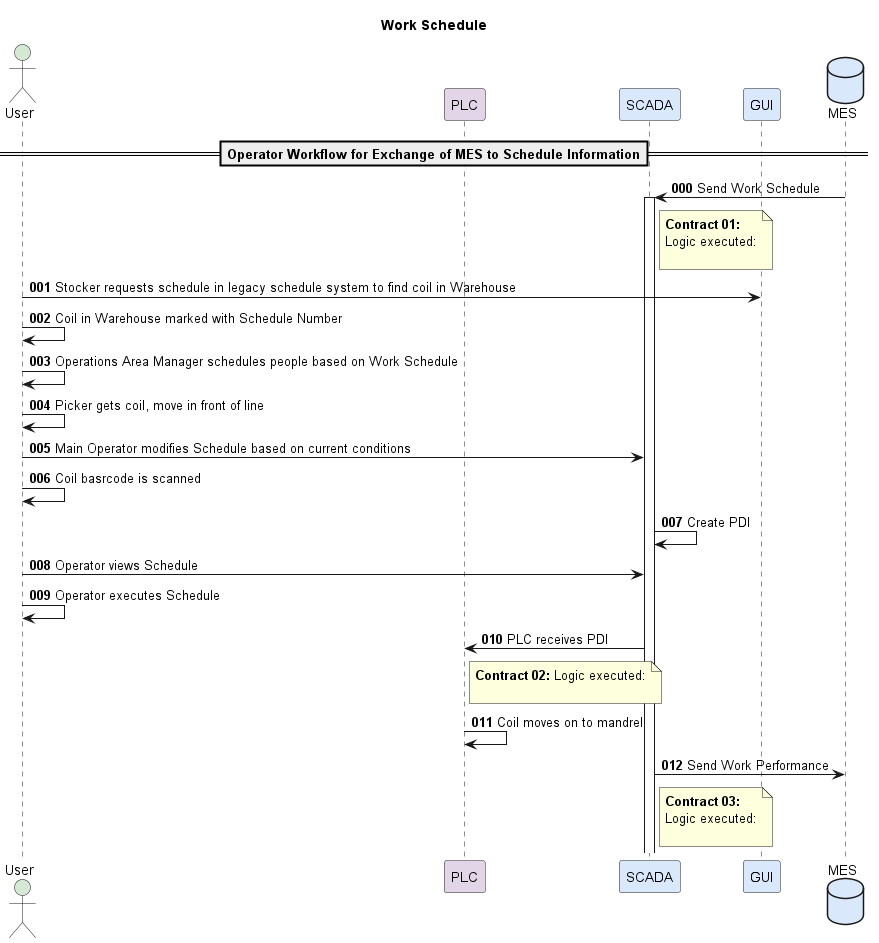 Work Schedule
User
PLC
SCADA
GUI
MES
Operator Workflow for Exchange of MES to Schedule Information
000 Send Work Schedule
Contract 01:
Logic executed:
001 Stocker requests schedule in legacy schedule system to find coil in Warehouse
002 Coil in Warehouse marked with Schedule Number
003 Operations Area Manager schedules people based on Work Schedule
004 Picker gets coil, move in front of line
005 Main Operator modifies Schedule based on current conditions
006 Coil basrcode is scanned
007 Create PDI
008 Operator views Schedule
009 Operator executes Schedule
010 PLC receives PDI
Contract 02: Logic executed:
011 Coil moves on to mandrel
012 Send Work Performance
Contract 03:
Logic executed:
User
PLC
SCADA
GUI
MES